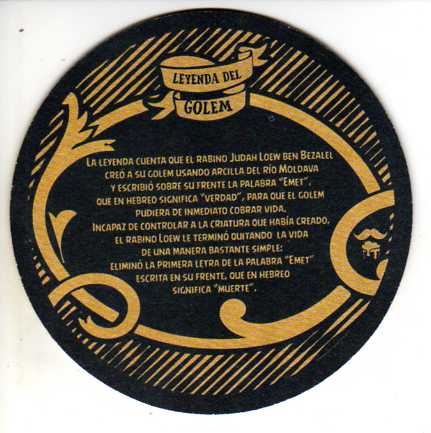 LEYENDA DEL
GOLEM
LA LEYENDA CUENTA QUE EL RABINO JUDAH LOEW BEN BEZALEL
CREÓ A SU GOLEM USANDO ARCILLA DEL RÍO MOLDAVA
Y ESCRIBIÓ SOBRE SU FRENTE LA PALABRA "EMET",
QUE EN HEBREO SIGNIFICA "VERDAD", PARA QUE EL GOLEM
PUDIERA DE INMEDIATO COBRAR VIDA.
INCAPAZ DE CONTROLAR A LA CRIATURA QUE HABÍA CREADO,
EL RABINO LOEW LE TERMINÓ QUITANDO LA VIDA
DE UNA MANERA BASTANTE SIMPLE:
ELIMINÓ LA PRIMERA LETRA DE LA PALABRA "EMET"
ESCRITA EN SU FRENTE, QUE EN HEBREO
SIGNIFICA "MUERTE".